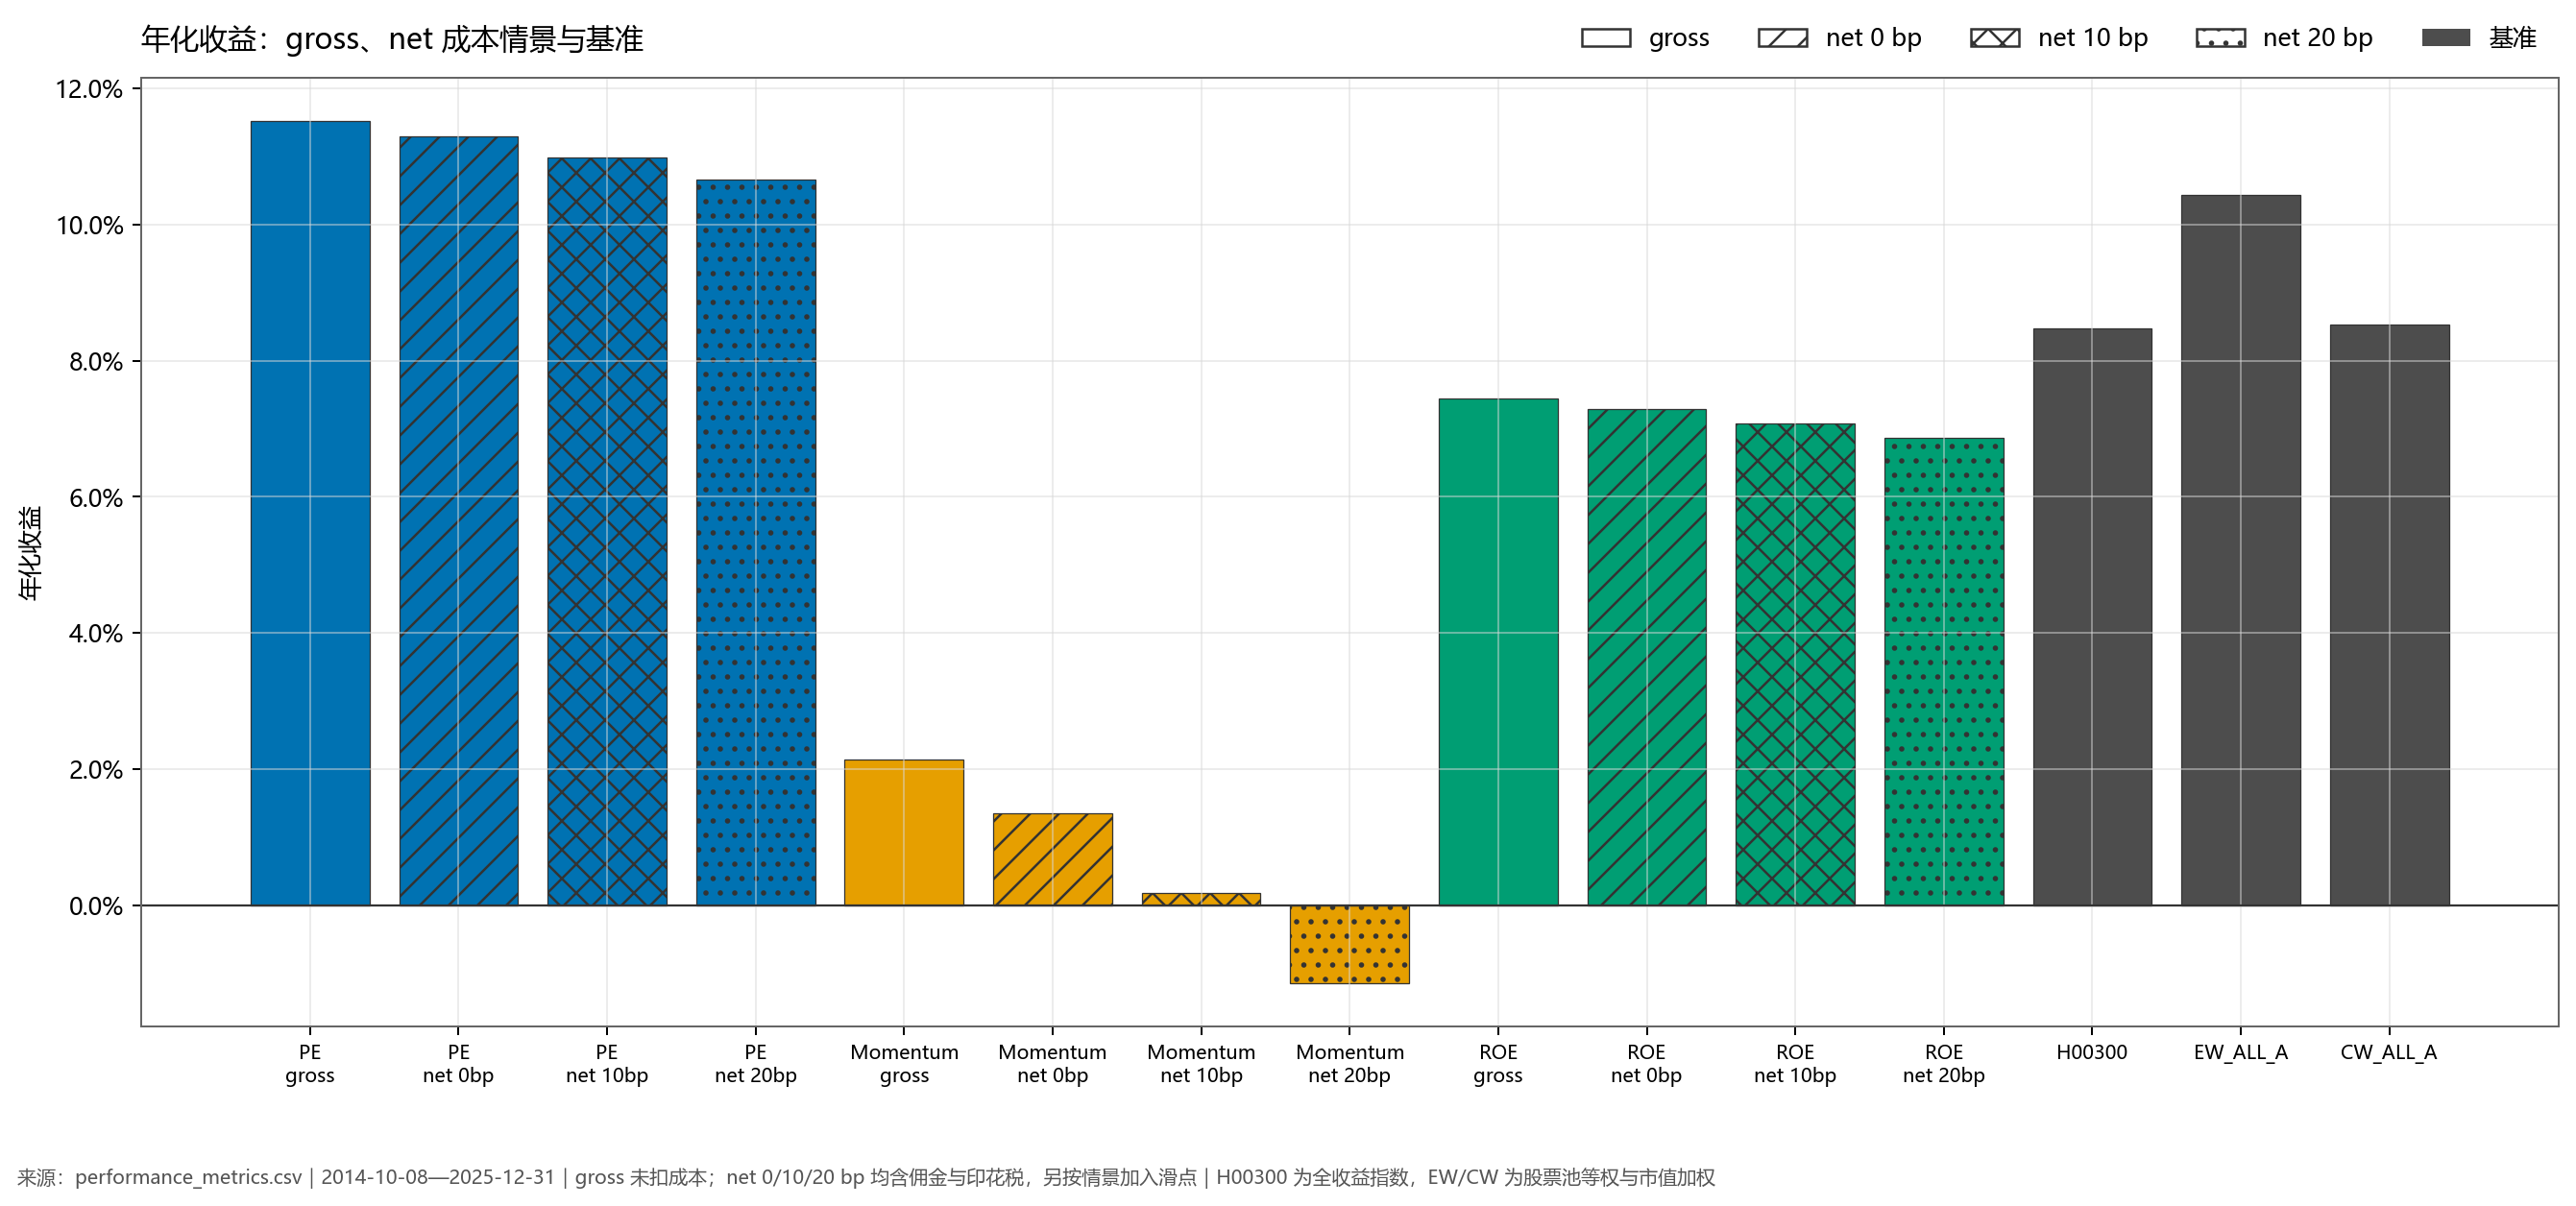 年化收益：gross、net 成本情景与基准
gross
net 0 bp
net 10 bp
net 20 bp
基准
年化收益
12.0%
10.0%
8.0%
6.0%
4.0%
2.0%
0.0%
PE
gross
PE
net 0bp
PE
net 10bp
PE
net 20bp
Momentum
gross
Momentum
net 0bp
Momentum
net 10bp
Momentum
net 20bp
ROE
gross
ROE
net 0bp
ROE
net 10bp
ROE
net 20bp
H00300
EW_ALL_A
CW_ALL_A
来源：performance_metrics.csv | 2014-10-08—2025-12-31 | gross 未扣成本；net 0/10/20 bp 均含佣金与印花税，另按情景加入滑点 | H00300 为全收益指数，EW/CW 为股票池等权与市值加权